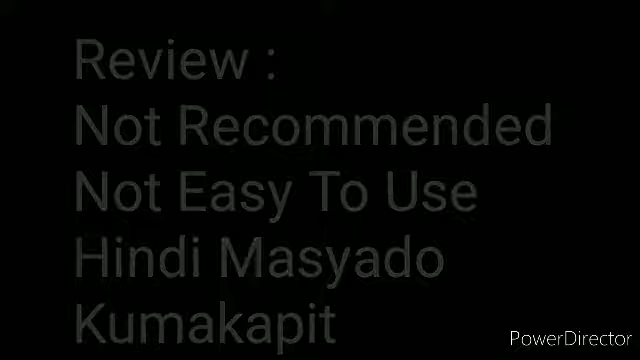 Review :
Not Recommended
Not Easy To Use
Hindi Masyado
Kumakapit
PowerDirector